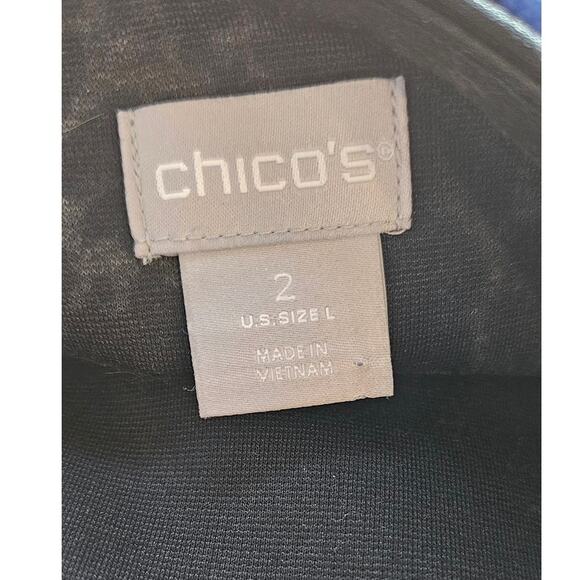 chico's®
2
U.S. SIZE L
MADE IN
VIETNAM